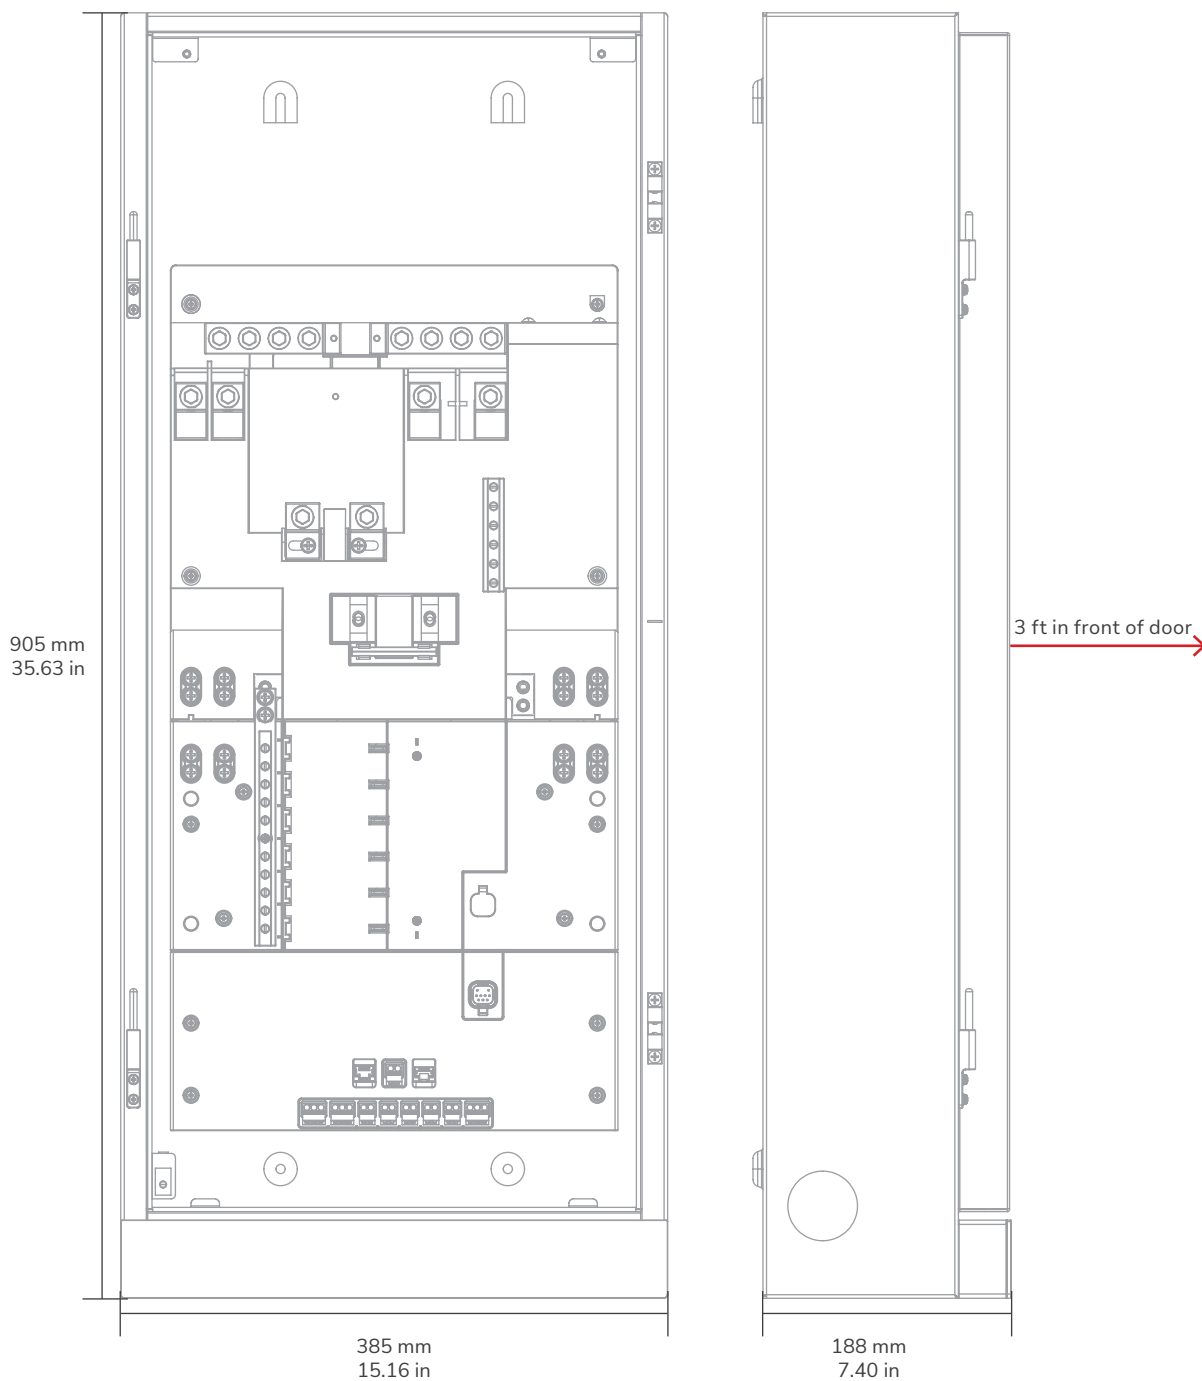 3 ft in front of door
905 mm
35.63 in
385 mm
15.16 in
188 mm
7.40 in